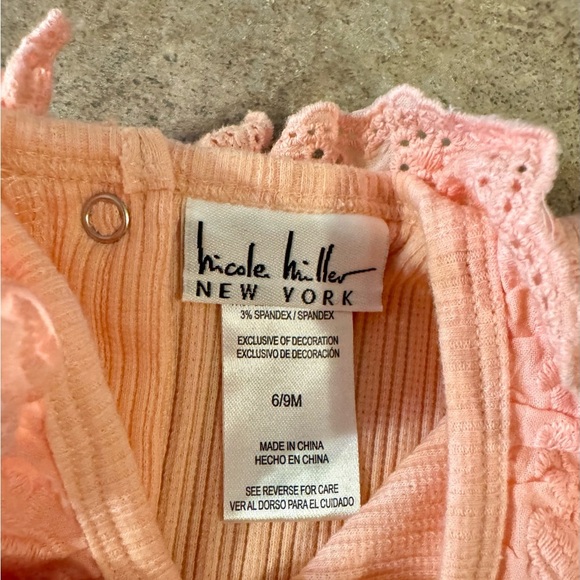 nicole miller
NEW YORK
3% SPANDEX / SPANDEX
EXCLUSIVE OF DECORATION
EXCLUSIVO DE DECORACIÓN
6/9M
MADE IN CHINA
HECHO EN CHINA
SEE REVERSE FOR CARE
VER AL DORSO PARA EL CUIDADO